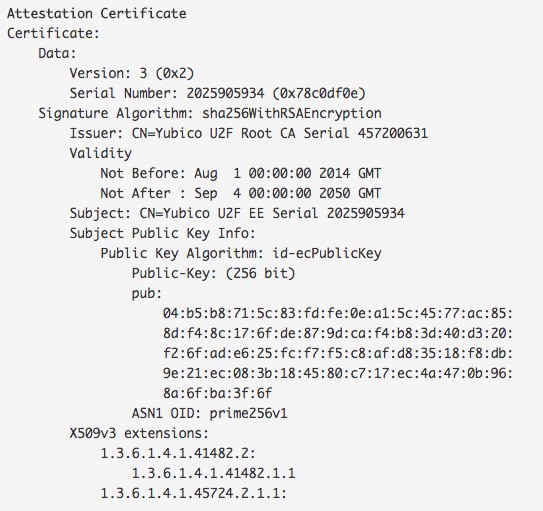 Attestation Certificate
Certificate:
Data:
Version: 3 (0x2)
Serial Number: 2025905934 (0x78c0df0e)
Signature Algorithm: sha256WithRSAEncryption
Issuer: CN=Yubico U2F Root CA Serial 457200631
Validity
Not Before: Aug  1 00:00:00 2014 GMT
Not After : Sep  4 00:00:00 2050 GMT
Subject: CN=Yubico U2F EE Serial 2025905934
Subject Public Key Info:
Public Key Algorithm: id-ecPublicKey
Public-Key: (256 bit)
pub:
04:b5:b8:71:5c:83:fd:fe:0e:a1:5c:45:77:ac:85:
8d:f4:8c:17:6f:de:87:9d:ca:f4:b8:3d:40:d3:20:
f2:6f:ad:e6:25:fc:f7:f5:c8:af:d8:35:18:f8:db:
9e:21:ec:08:3b:18:45:80:c7:17:ec:4a:47:0b:96:
8a:6f:ba:3f:6f
ASN1 OID: prime256v1
X509v3 extensions:
1.3.6.1.4.1.41482.2:
1.3.6.1.4.1.41482.1.1
1.3.6.1.4.1.45724.2.1.1: